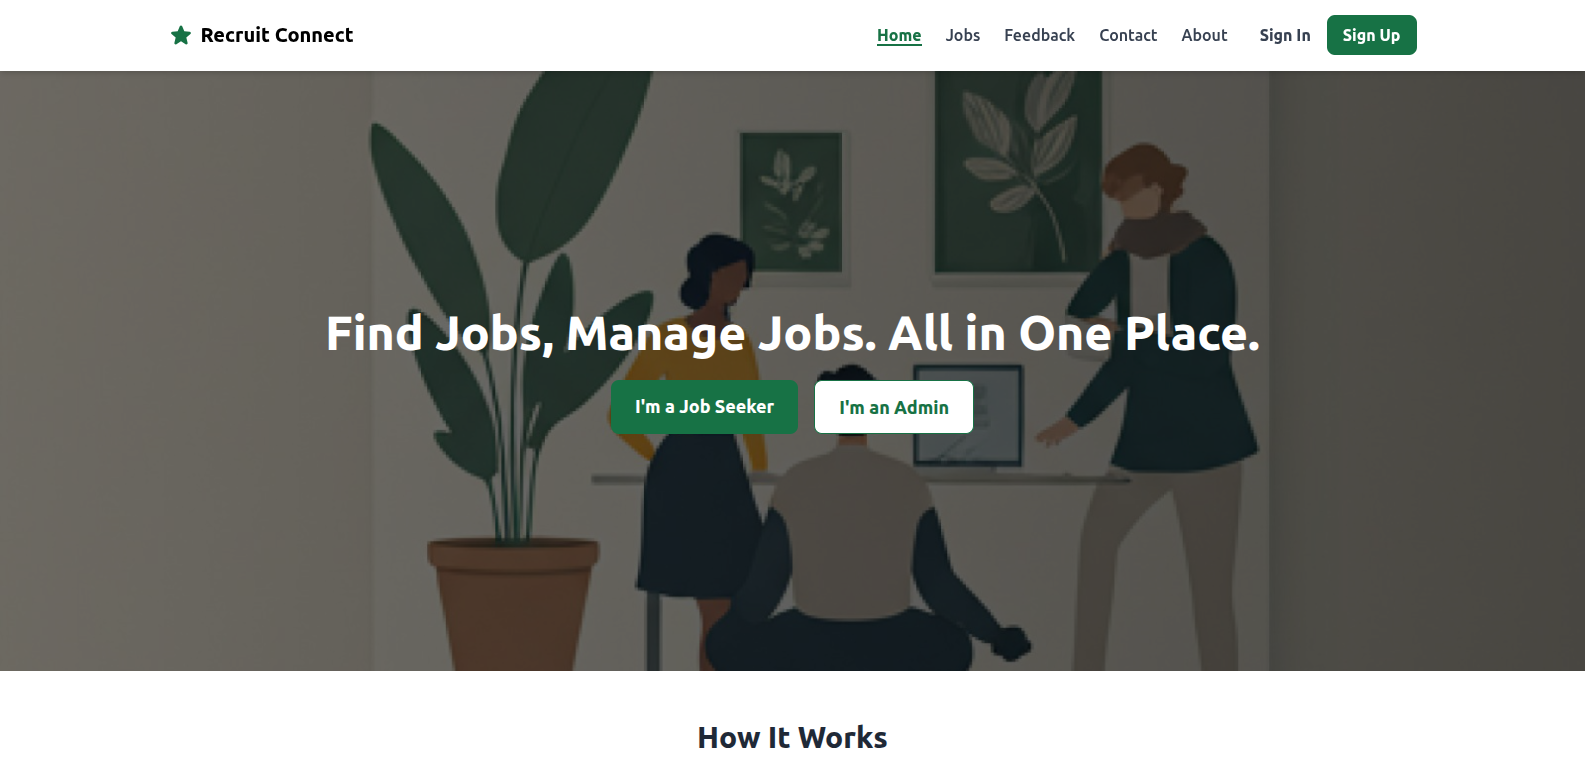 Recruit Connect
Home Jobs Feedback Contact About Sign In Sign Up
Find Jobs, Manage Jobs. All in One Place.
I'm a Job Seeker I'm an Admin
How It Works